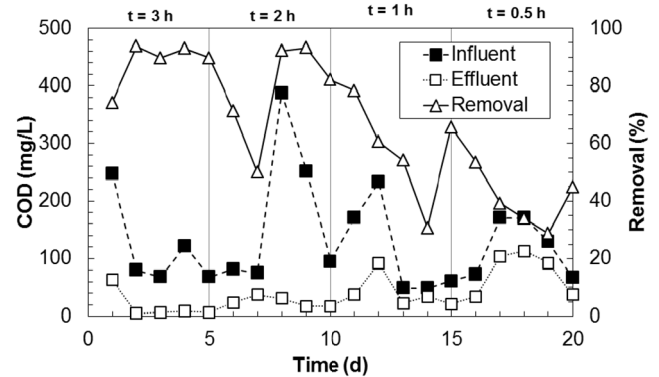 t = 3 h t = 2 h t = 1 h t = 0.5 h
500 100
400 80
300 60
200 40
100 20
0 0
COD (mg/L)
Removal (%)
Influent
Effluent
Removal
0 5 10 15 20
Time (d)